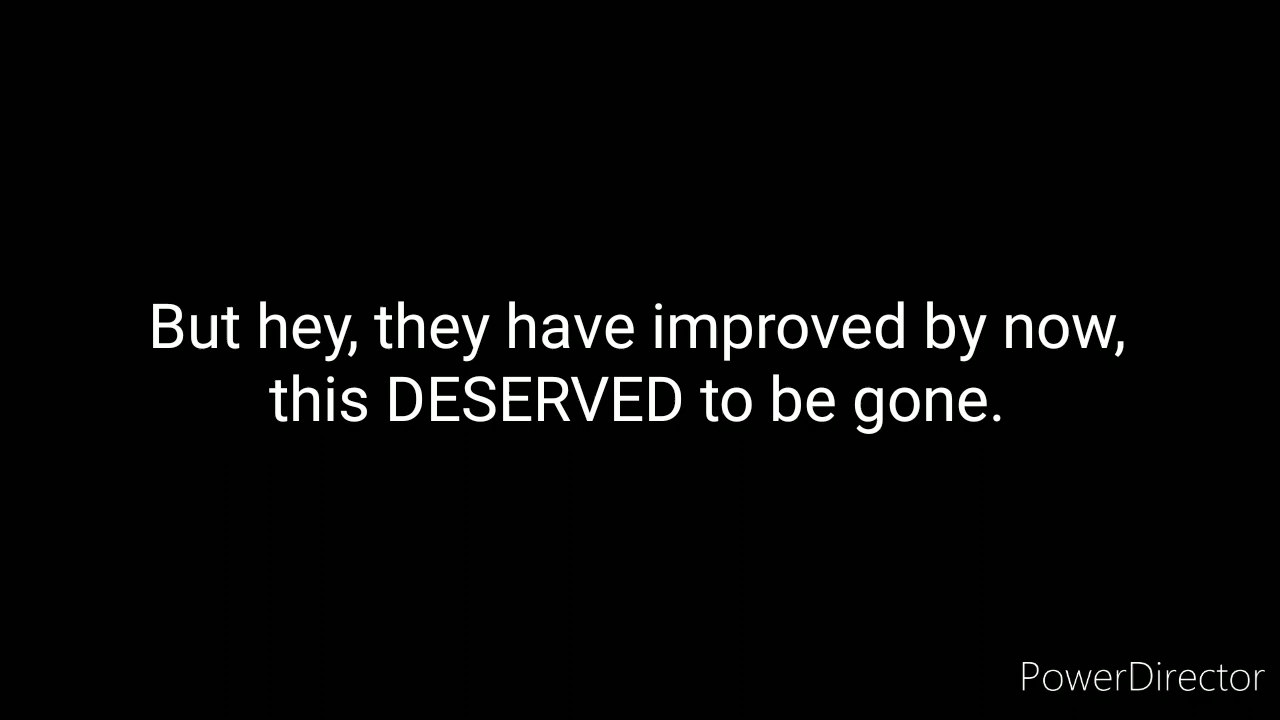 But hey, they have improved by now,
this DESERVED to be gone.
PowerDirector